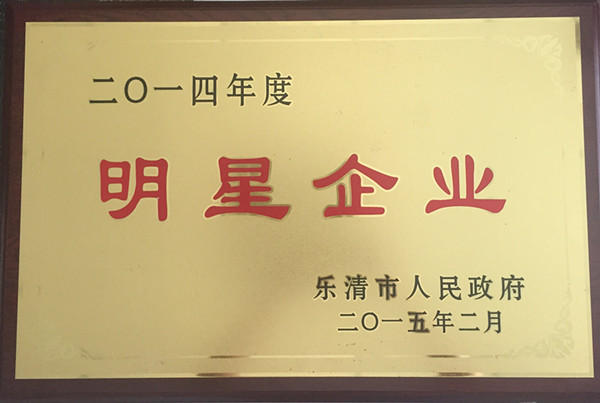 二〇一四年度
明星企业
乐清市人民政府
二〇一五年二月